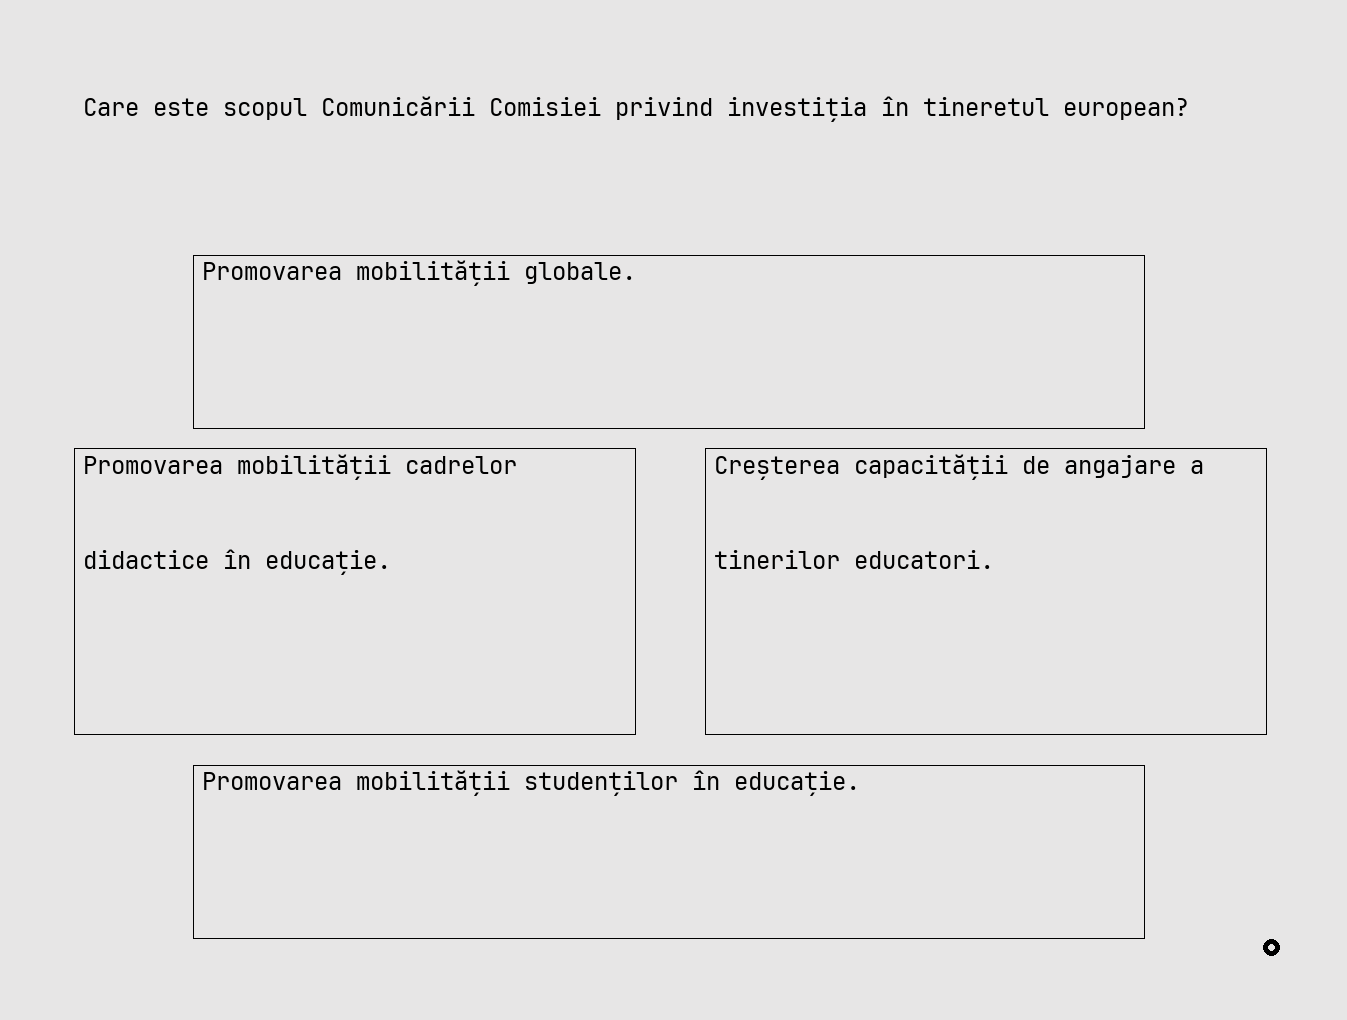 Care este scopul Comunicării Comisiei privind investiția în tineretul european?
Promovarea mobilității globale.
Promovarea mobilității cadrelor
didactice în educație.
Creșterea capacității de angajare a
tinerilor educatori.
Promovarea mobilității studenților în educație.